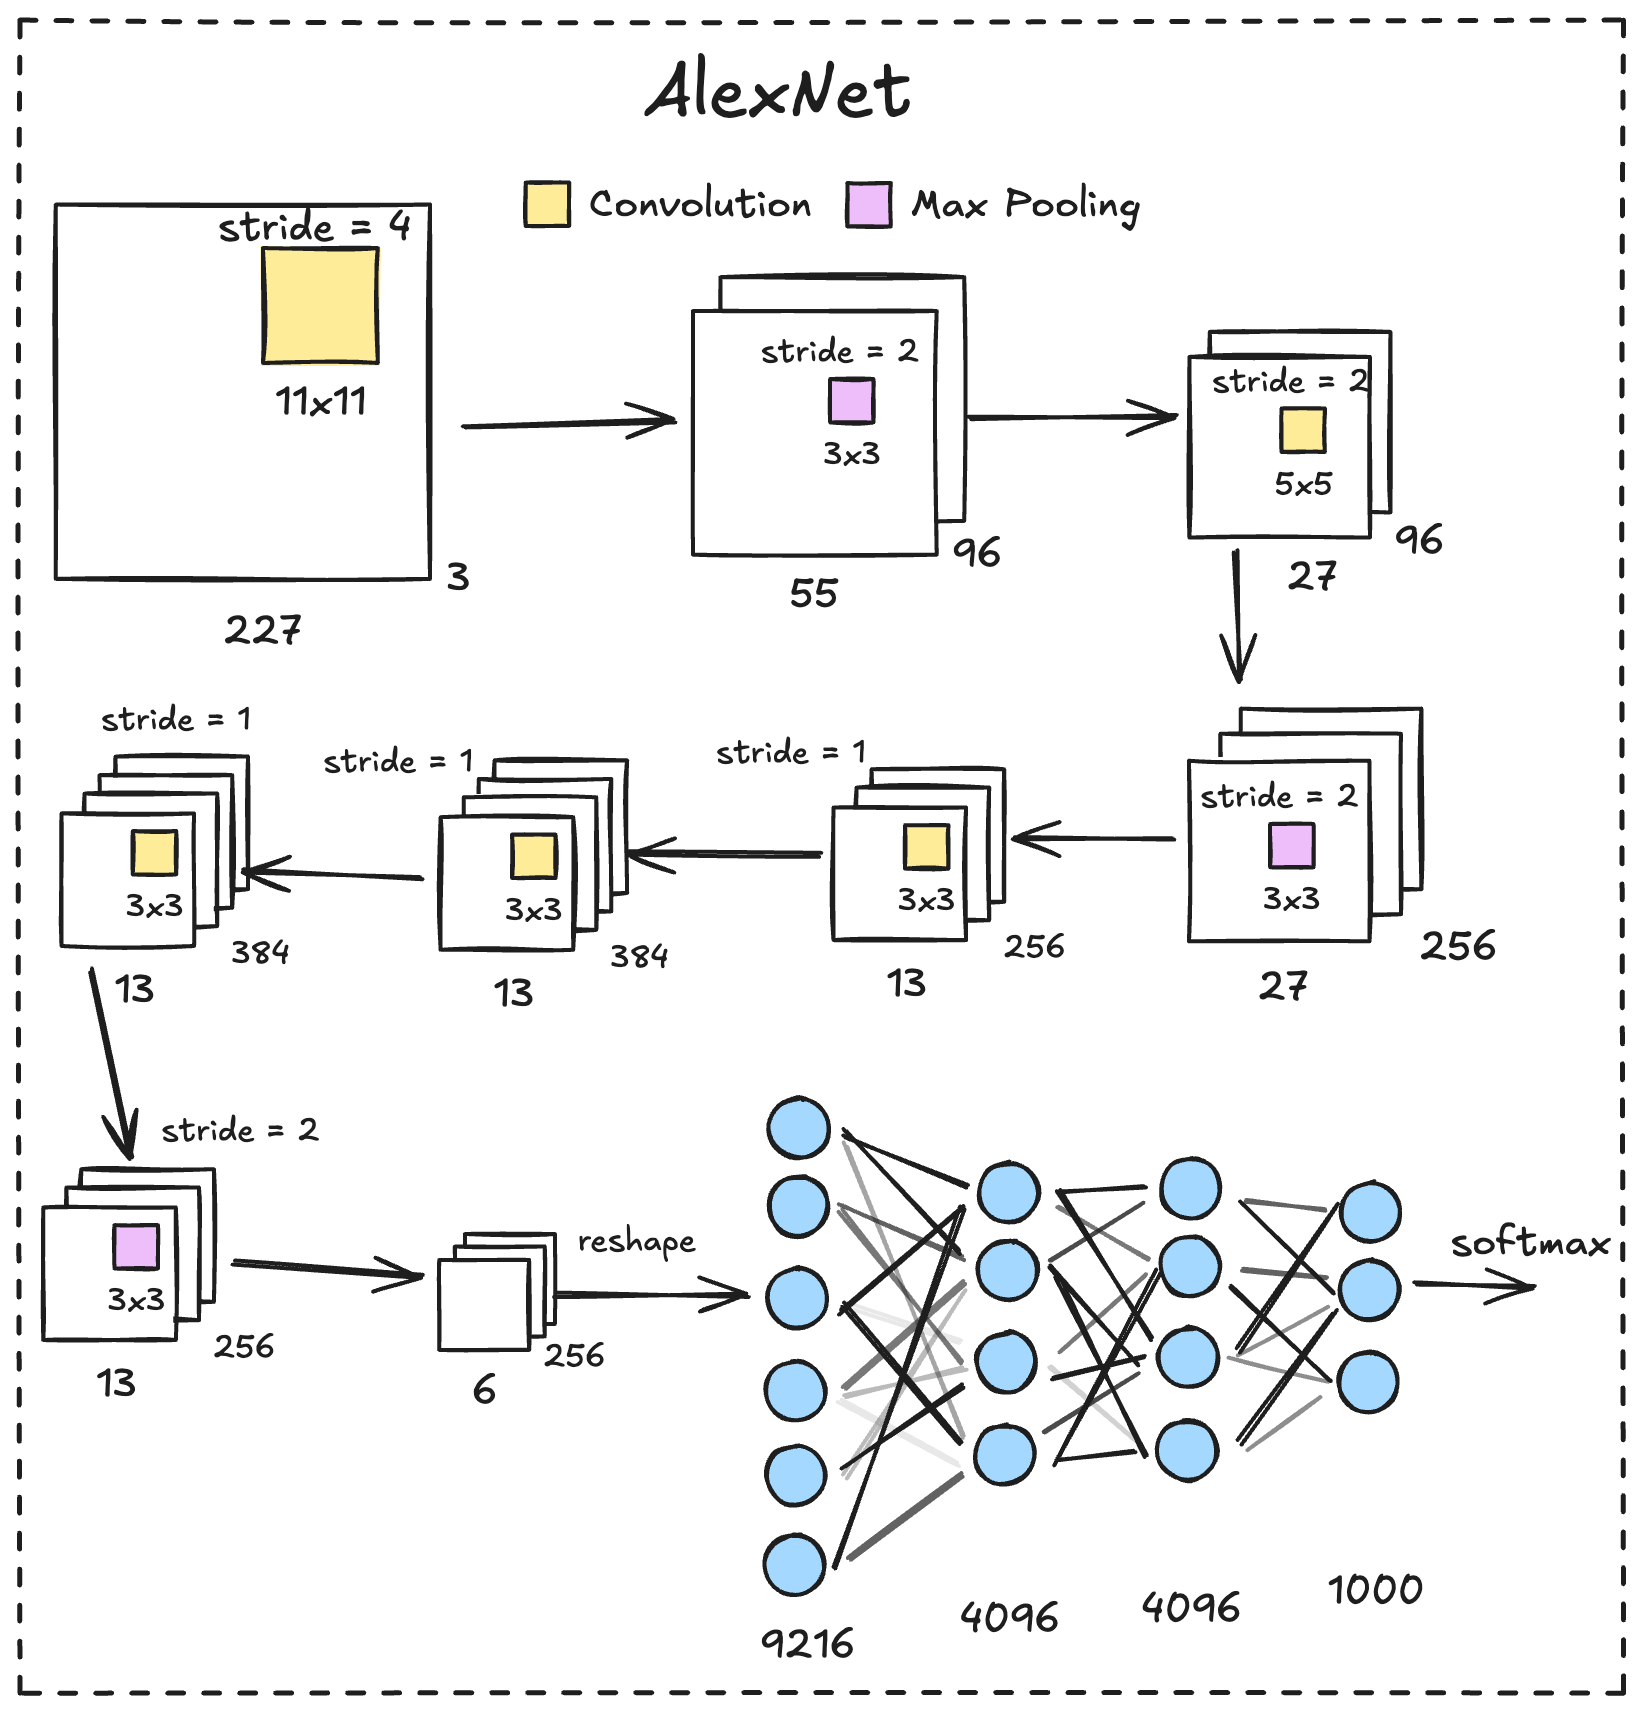 AlexNet
Convolution
Max Pooling
stride = 4
11x11
3
227
stride = 2
3x3
96
55
stride = 2
5x5
96
27
stride = 2
3x3
256
27
stride = 1
3x3
256
13
stride = 1
3x3
384
13
stride = 1
3x3
384
13
stride = 2
3x3
256
13
256
6
reshape
softmax
9216
4096
4096
1000